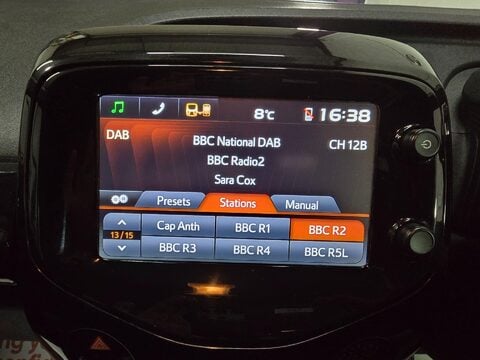 8°C 16:38
DAB BBC National DAB CH 12B
BBC Radio2
Sara Cox
Presets Stations Manual
Cap Anth BBC R1 BBC R2
13 / 15
BBC R3 BBC R4 BBC R5L